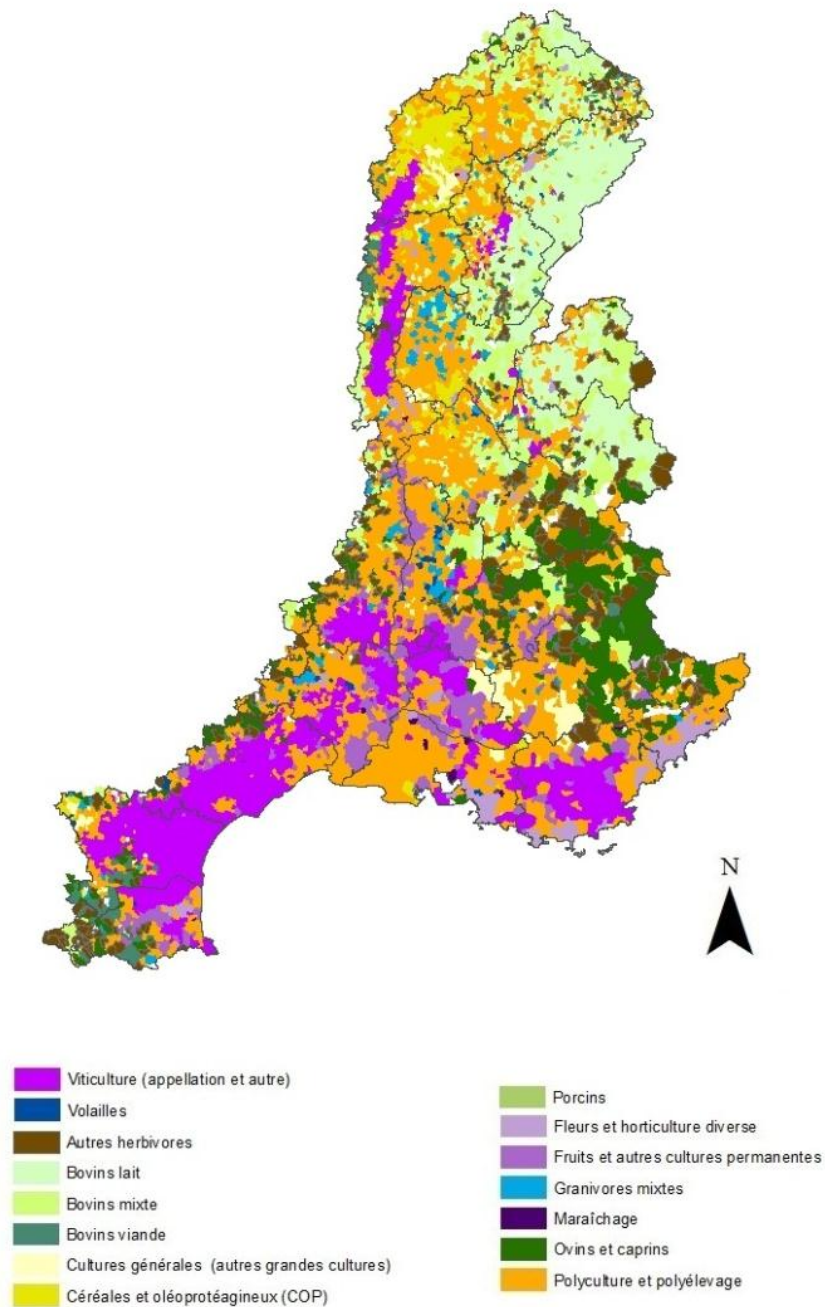 N
Viticulture (appellation et autre)
Volailles
Autres herbivores
Bovins lait
Bovins mixte
Bovins viande
Cultures générales (autres grandes cultures)
Céréales et oléoprotéagineux (COP)
Porcins
Fleurs et horticulture diverse
Fruits et autres cultures permanentes
Granivores mixtes
Maraîchage
Ovins et caprins
Polyculture et polyélevage